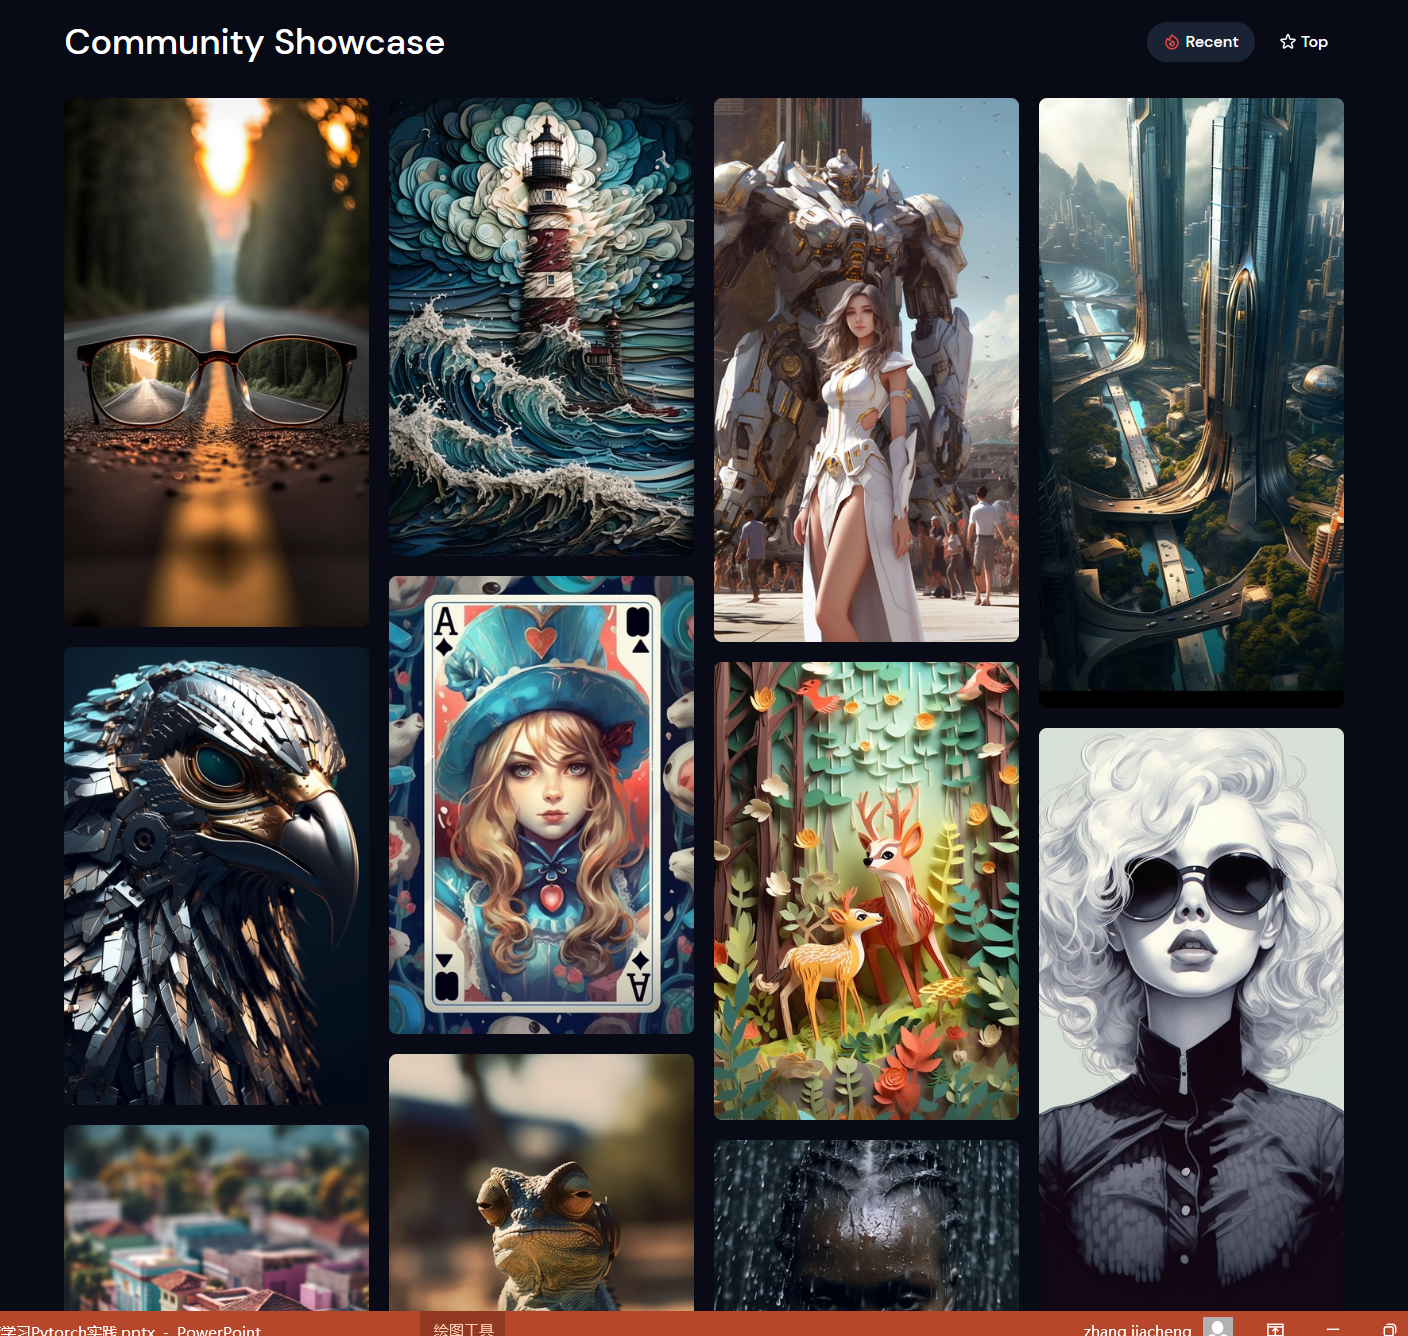 Community Showcase
Recent
Top
A
A
学习Pytorch实践.pptx - PowerPoint
绘图工具
zhang jiacheng